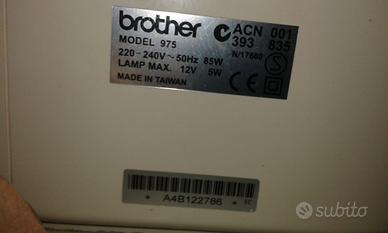 brother
ACN 001
MODEL 975
393 835
220-240V~50Hz 85W
N/17680
LAMP MAX. 12V 5W
MADE IN TAIWAN
* A4B122786 *
subito